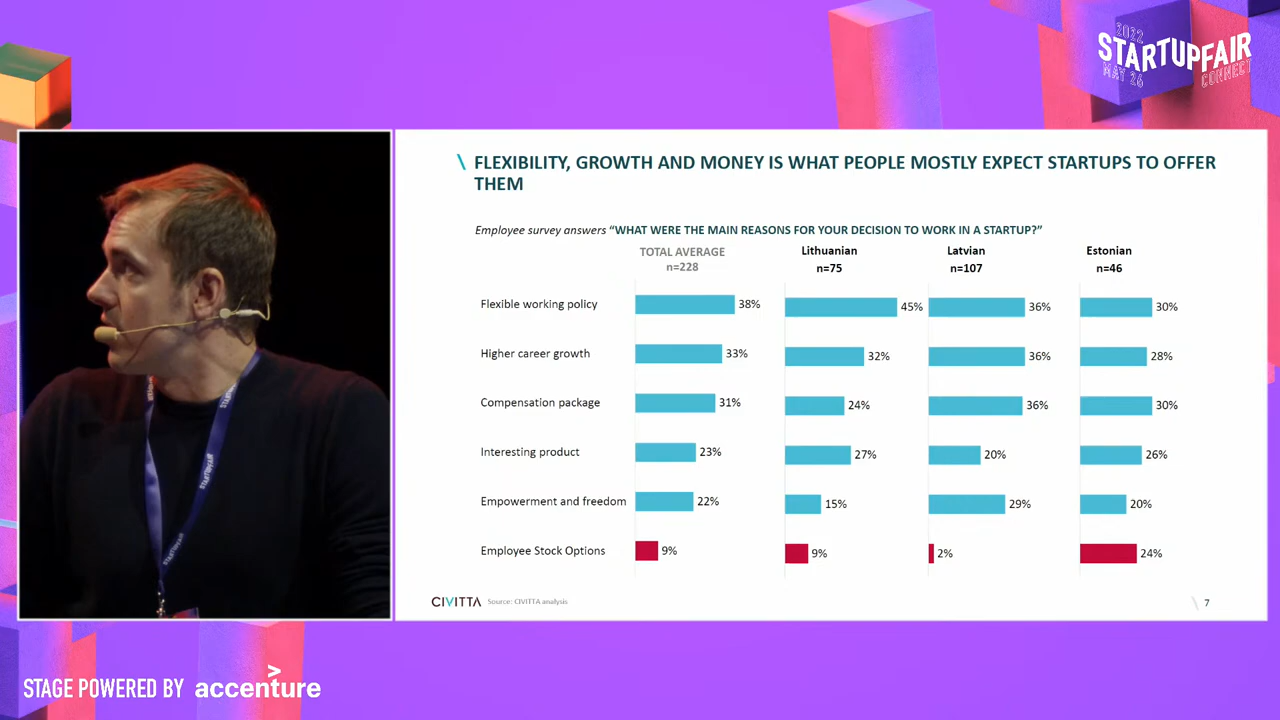 2022
STARTUPFAIR
MAY 26
CONNECT
\ FLEXIBILITY, GROWTH AND MONEY IS WHAT PEOPLE MOSTLY EXPECT STARTUPS TO OFFER
THEM
Employee survey answers "WHAT WERE THE MAIN REASONS FOR YOUR DECISION TO WORK IN A STARTUP?"
TOTAL AVERAGE Lithuanian Latvian Estonian
n=228 n=75 n=107 n=46
Flexible working policy 38% 45% 36% 30%
Higher career growth 33% 32% 36% 28%
Compensation package 31% 24% 36% 30%
Interesting product 23% 27% 20% 26%
Empowerment and freedom 22% 15% 29% 20%
Employee Stock Options 9% 9% 2% 24%
CIVITTA Source: CIVITTA analysis \ 7
STARTUPFAIR
STARTUPFAIR
STAGE POWERED BY accenture